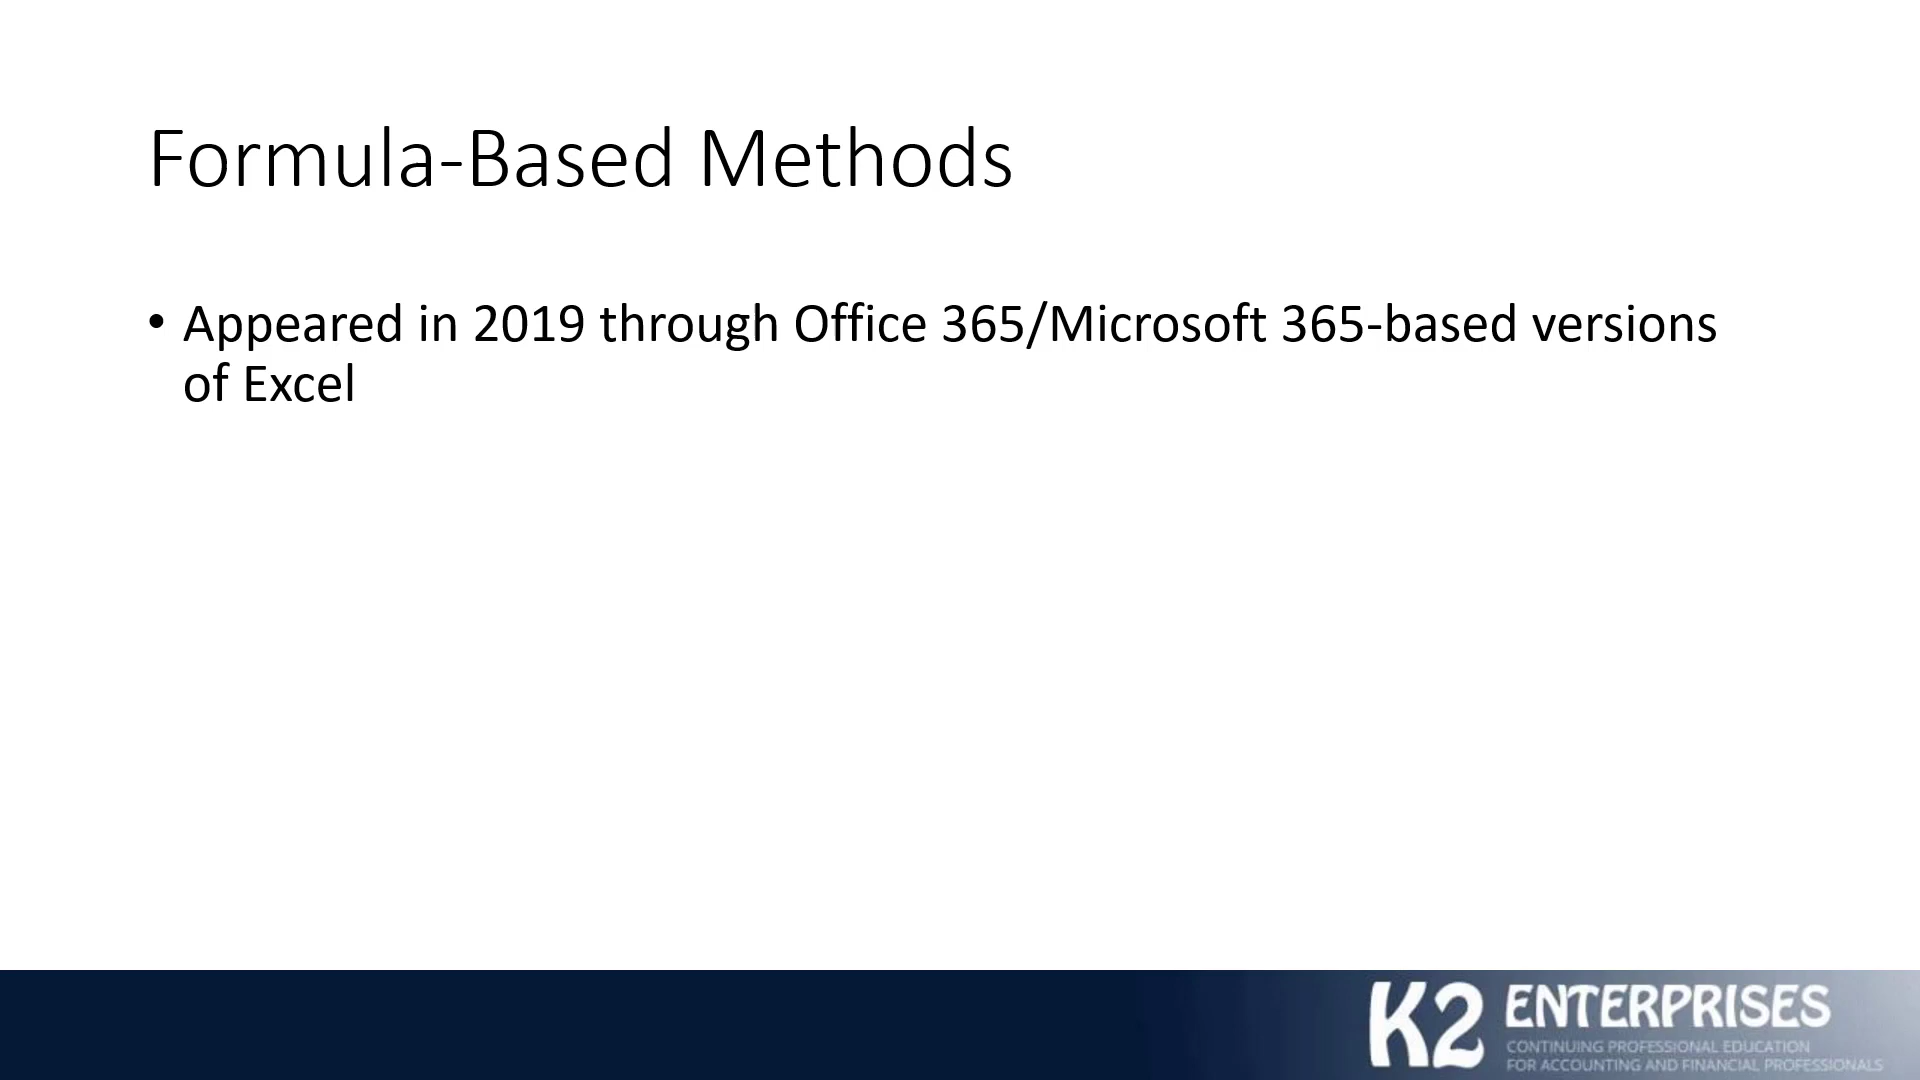 Formula-Based Methods
• Appeared in 2019 through Office 365/Microsoft 365-based versions
of Excel
K2 ENTERPRISES
CONTINUING PROFESSIONAL EDUCATION
FOR ACCOUNTING AND FINANCIAL PROFESSIONALS